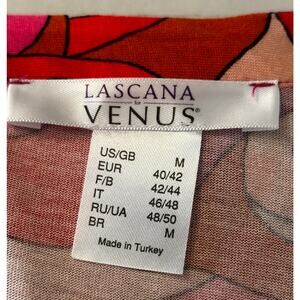 LASCANA
for
VENUS®
US/GB M
EUR 40/42
F/B 42/44
IT 46/48
RU/UA 48/50
BR M
Made in Turkey